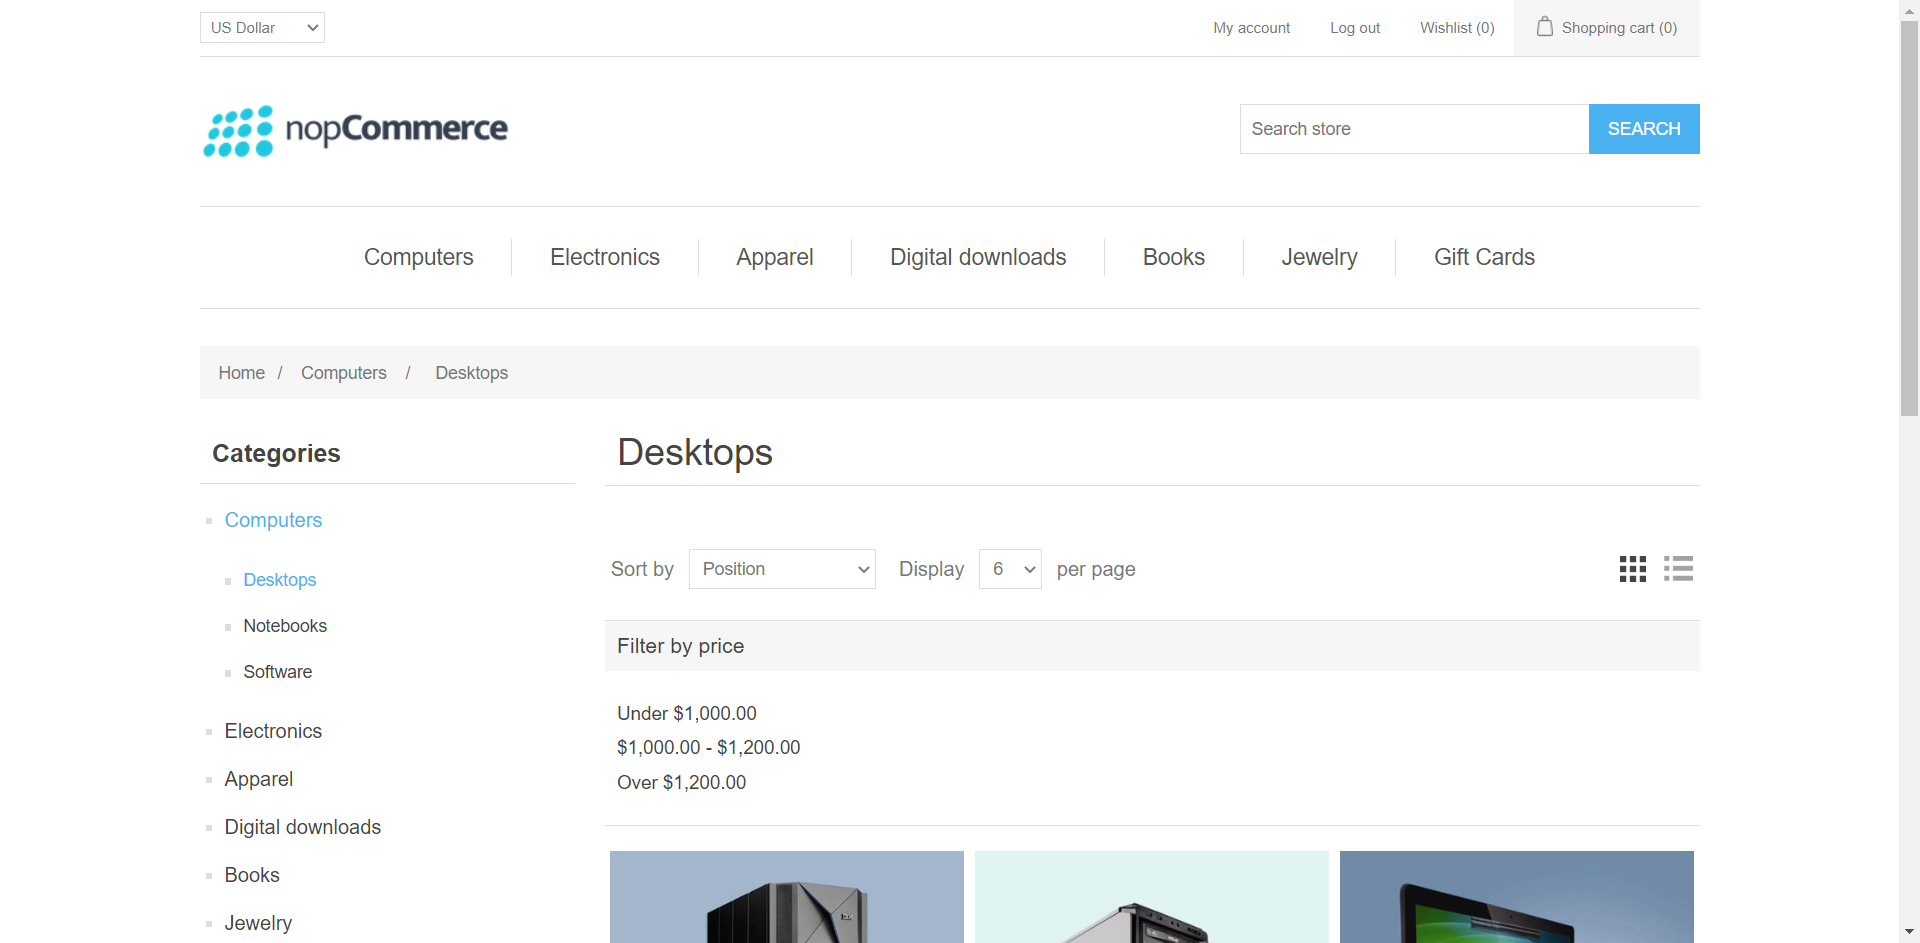 US Dollar
My account
Log out
Wishlist (0)
Shopping cart (0)
nopCommerce
Search store
SEARCH
Computers
Electronics
Apparel
Digital downloads
Books
Jewelry
Gift Cards
Home / Computers / Desktops
Categories
Computers
Desktops
Notebooks
Software
Electronics
Apparel
Digital downloads
Books
Jewelry
Desktops
Sort by Position Display 6 per page
Filter by price
Under $1,000.00
$1,000.00 - $1,200.00
Over $1,200.00